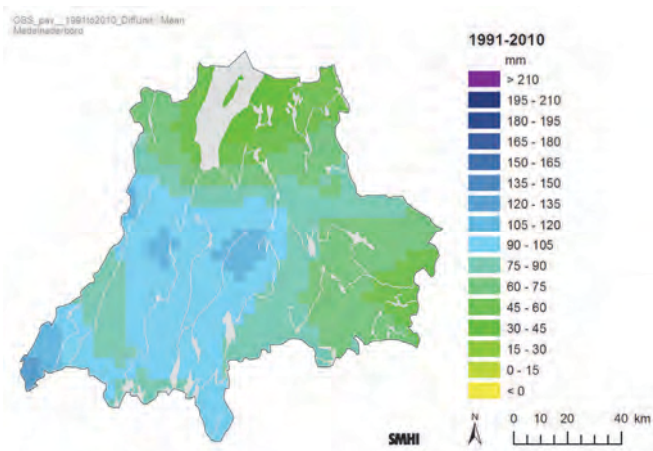 OBS_pav__1991to2010_DiffUnit : Mean
Medelnederbörd
1991-2010
mm
> 210
195 - 210
180 - 195
165 - 180
150 - 165
135 - 150
120 - 135
105 - 120
90 - 105
75 - 90
60 - 75
45 - 60
30 - 45
15 - 30
0 - 15
< 0
N
0 10 20 40 km
SMHI